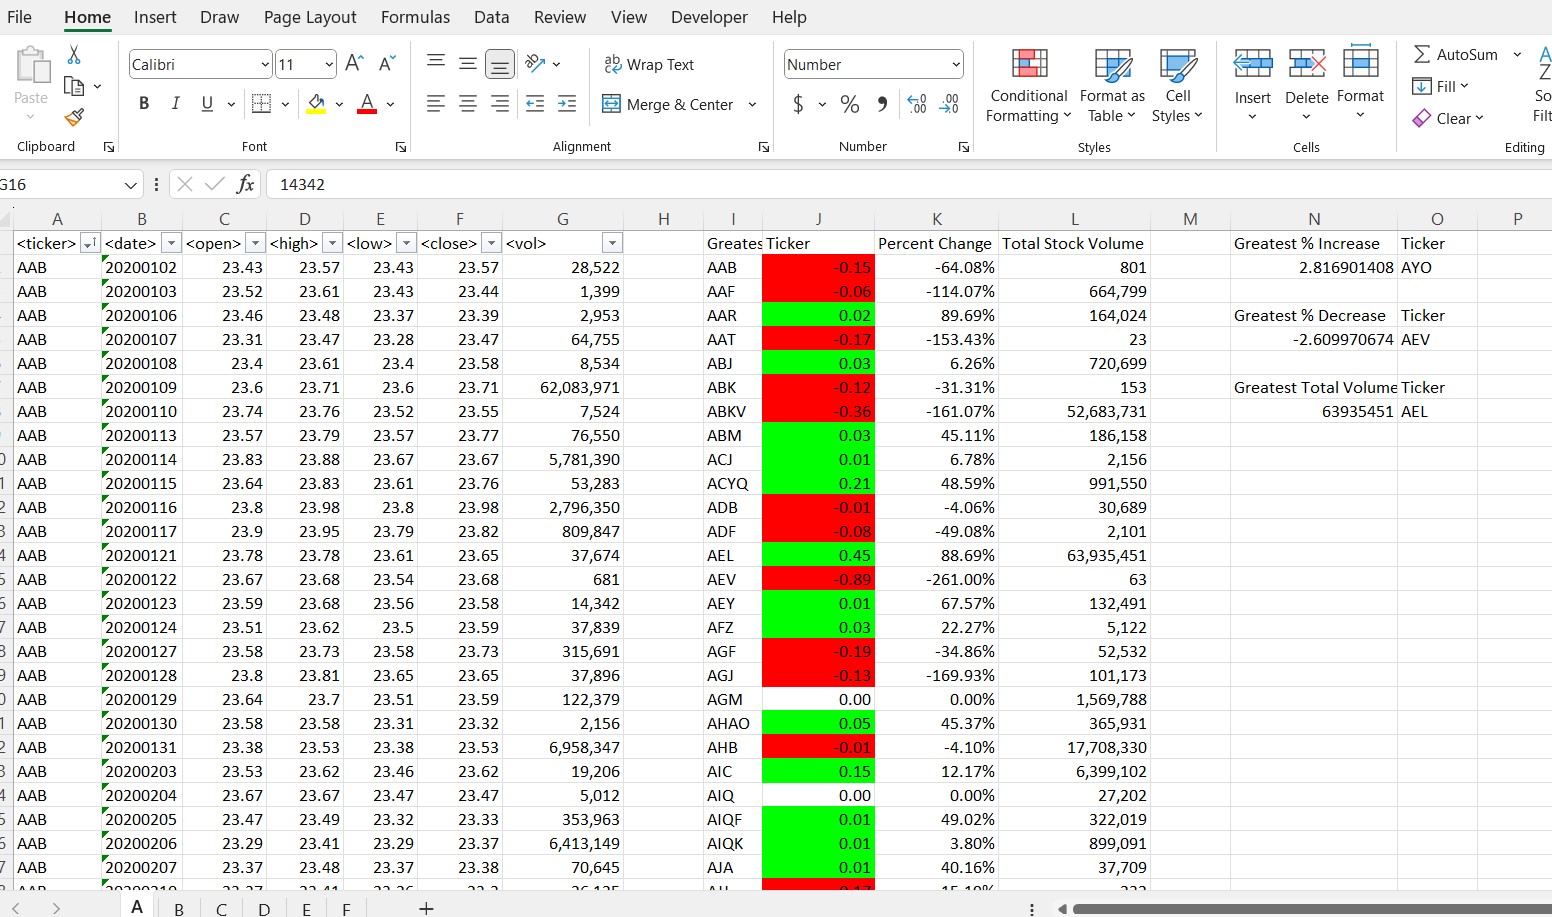 File Home Insert Draw Page Layout Formulas Data Review View Developer Help
Calibri 11 Wrap Text Number AutoSum
Paste Conditional Formatting Format as Table Cell Styles Insert Delete Format Fill
B I U Merge & Center $ % Clear
Clipboard Font Alignment Number Styles Cells Editing
G16 fx 14342
A B C D E F G H I J K L M N O P
<ticker> <date> <open> <high> <low> <close> <vol> Greates Ticker Percent Change Total Stock Volume Greatest % Increase Ticker
AAB 20200102 23.43 23.57 23.43 23.57 28,522 AAB -0.15 -64.08% 801 2.816901408 AYO
AAB 20200103 23.52 23.61 23.43 23.44 1,399 AAF -0.06 -114.07% 664,799
AAB 20200106 23.46 23.48 23.37 23.39 2,953 AAR 0.02 89.69% 164,024 Greatest % Decrease Ticker
AAB 20200107 23.31 23.47 23.28 23.47 64,755 AAT -0.17 -153.43% 23 -2.609970674 AEV
AAB 20200108 23.4 23.61 23.4 23.58 8,534 ABJ 0.03 6.26% 720,699
AAB 20200109 23.6 23.71 23.6 23.71 62,083,971 ABK -0.12 -31.31% 153 Greatest Total Volume Ticker
AAB 20200110 23.74 23.76 23.52 23.55 7,524 ABKV -0.36 -161.07% 52,683,731 63935451 AEL
AAB 20200113 23.57 23.79 23.57 23.77 76,550 ABM 0.03 45.11% 186,158
AAB 20200114 23.83 23.88 23.67 23.67 5,781,390 ACJ 0.01 6.78% 2,156
AAB 20200115 23.64 23.83 23.61 23.76 53,283 ACYQ 0.21 48.59% 991,550
AAB 20200116 23.8 23.98 23.8 23.98 2,796,350 ADB -0.01 -4.06% 30,689
AAB 20200117 23.9 23.95 23.79 23.82 809,847 ADF -0.08 -49.08% 2,101
AAB 20200121 23.78 23.78 23.61 23.65 37,674 AEL 0.45 88.69% 63,935,451
AAB 20200122 23.67 23.68 23.54 23.68 681 AEV -0.89 -261.00% 63
AAB 20200123 23.59 23.68 23.56 23.58 14,342 AEY 0.01 67.57% 132,491
AAB 20200124 23.51 23.62 23.5 23.59 37,839 AFZ 0.03 22.27% 5,122
AAB 20200127 23.58 23.73 23.58 23.73 315,691 AGF -0.19 -34.86% 52,532
AAB 20200128 23.8 23.81 23.65 23.65 37,896 AGJ -0.13 -169.93% 101,173
AAB 20200129 23.64 23.7 23.51 23.59 122,379 AGM 0.00 0.00% 1,569,788
AAB 20200130 23.58 23.58 23.31 23.32 2,156 AHAO 0.05 45.37% 365,931
AAB 20200131 23.38 23.53 23.38 23.53 6,958,347 AHB -0.01 -4.10% 17,708,330
AAB 20200203 23.53 23.62 23.46 23.62 19,206 AIC 0.15 12.17% 6,399,102
AAB 20200204 23.67 23.67 23.47 23.47 5,012 AIQ 0.00 0.00% 27,202
AAB 20200205 23.47 23.49 23.32 23.33 353,963 AIQF 0.01 49.02% 322,019
AAB 20200206 23.29 23.41 23.29 23.37 6,413,149 AIQK 0.01 3.80% 899,091
AAB 20200207 23.37 23.48 23.37 23.38 70,645 AJA 0.01 40.16% 37,709
A B C D E F